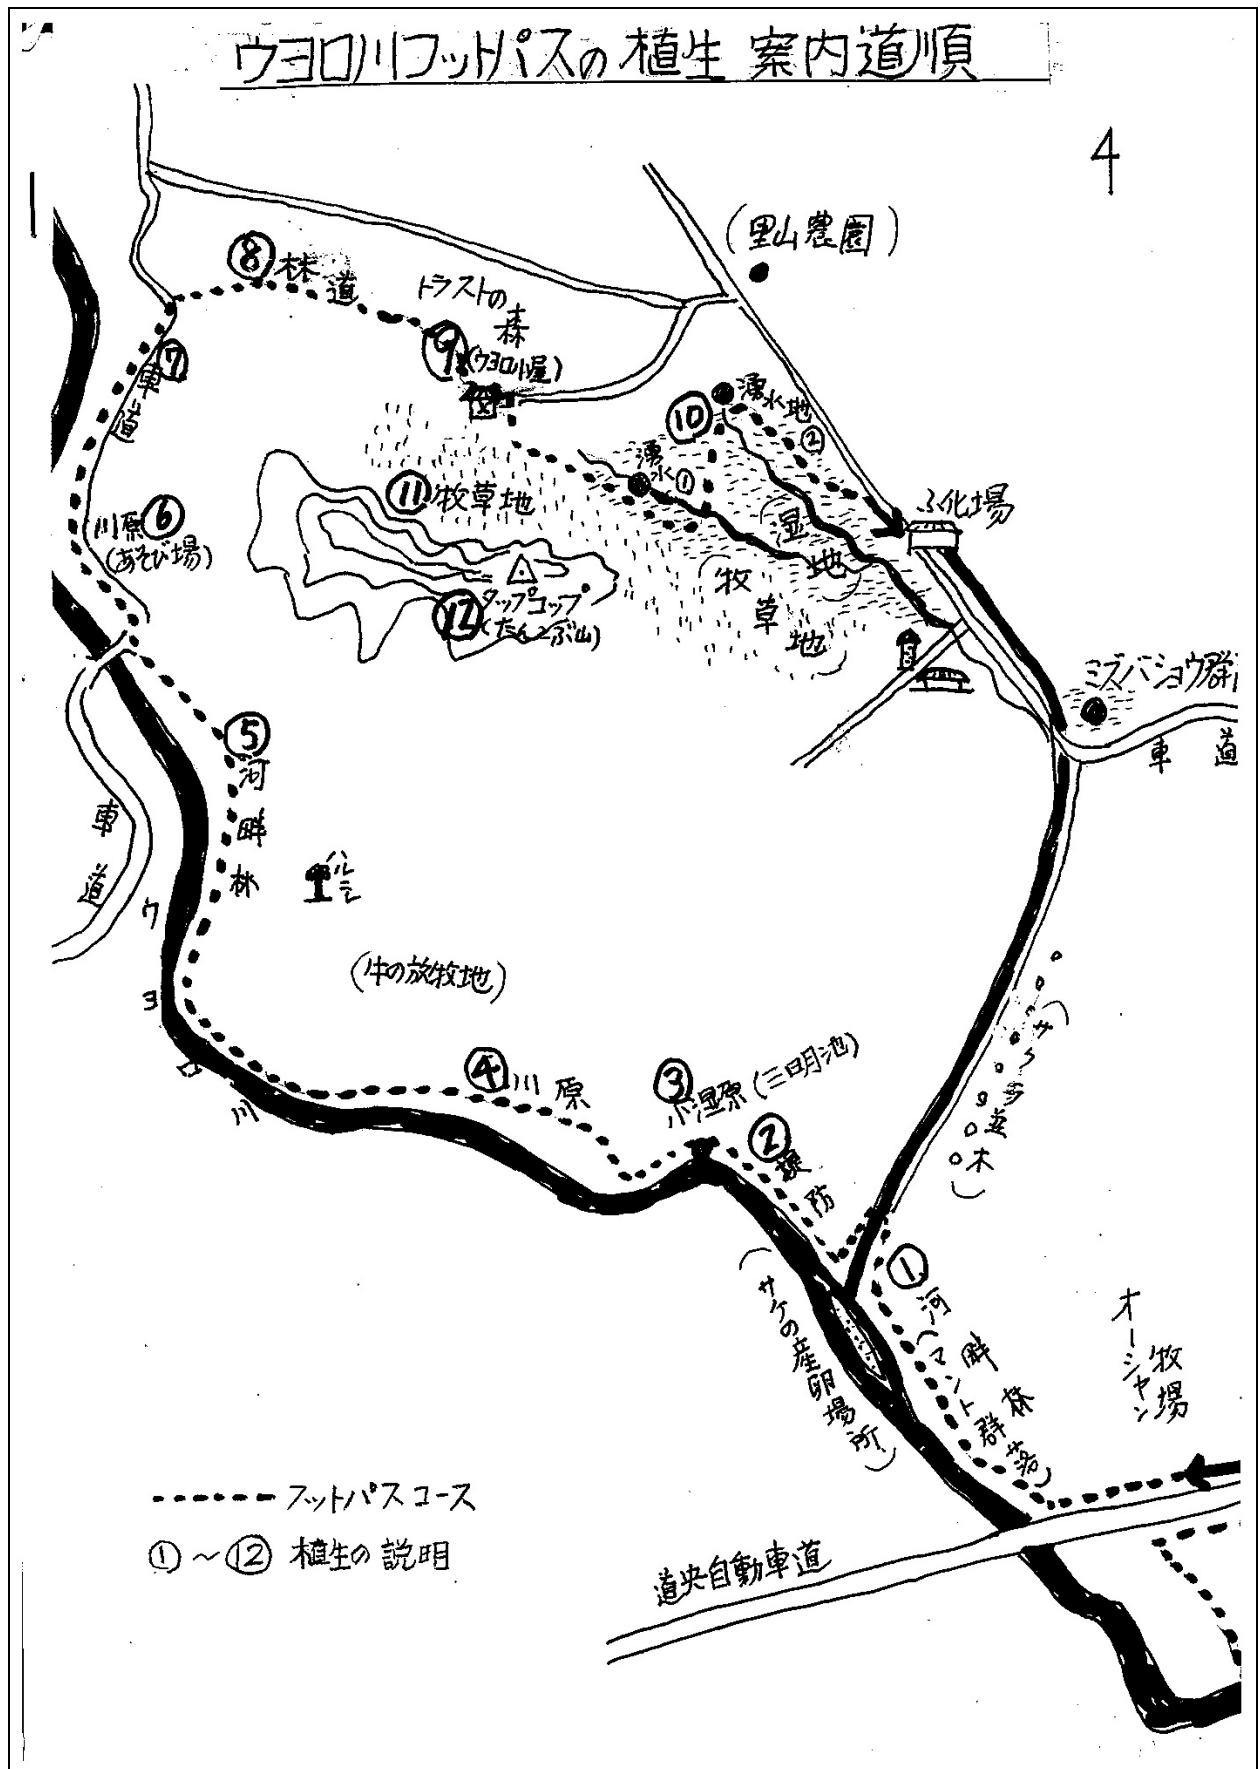 ウヨロ川フットパスの植生案内道順
4
(里山農園)
⑧林道
トラストの森
⑨(ウヨロ小屋)
⑦車道
⑩
湧水地②
湧水①
ふ化場
⑪牧草地
(湿地)
川原⑥
(あそび場)
(牧草地)
タップコップ
⑫(たんこぶ山)
ミズバショウ群
車道
⑤河畔林
車道
ハルニレ
ウヨロ川
(牛の放牧地)
(サクラ並木)
④川原
③
小湿原(三日月池)
②堤防
①河畔林
(マント群落)
(サケの産卵場所)
オーシャン牧場
フットパスコース
①～⑫ 植生の説明
道央自動車道